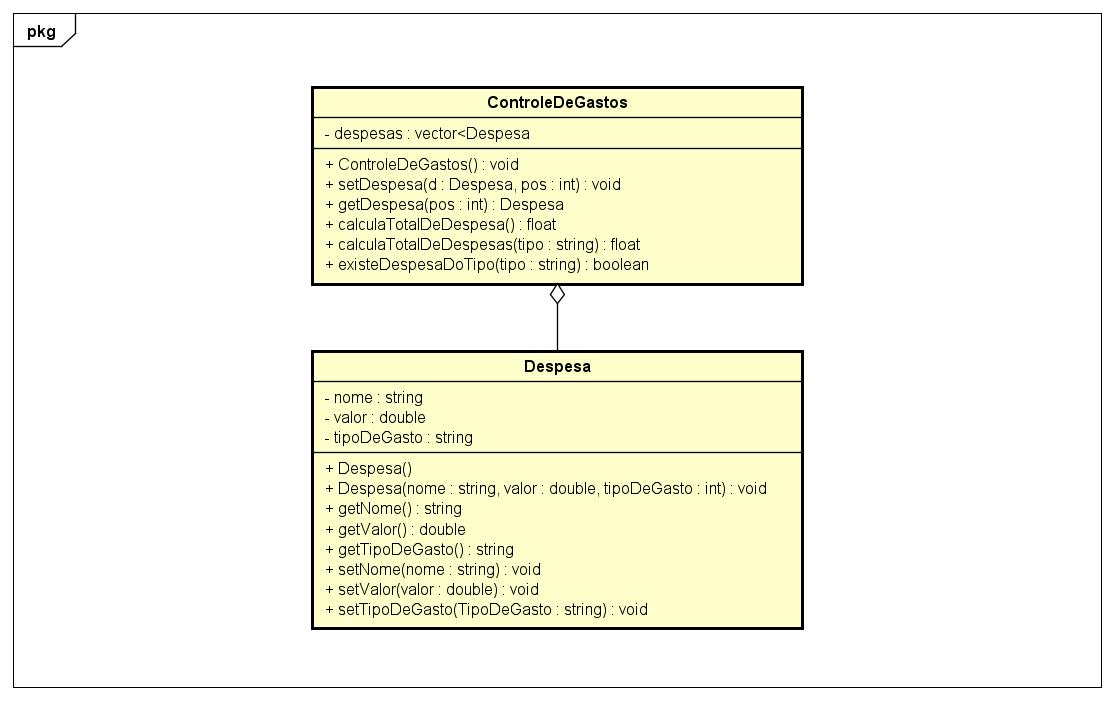 pkg
ControleDeGastos
- despesas : vector<Despesa
+ ControleDeGastos() : void
+ setDespesa(d : Despesa, pos : int) : void
+ getDespesa(pos : int) : Despesa
+ calculaTotalDeDespesa() : float
+ calculaTotalDeDespesas(tipo : string) : float
+ existeDespesaDoTipo(tipo : string) : boolean
Despesa
- nome : string
- valor : double
- tipoDeGasto : string
+ Despesa()
+ Despesa(nome : string, valor : double, tipoDeGasto : int) : void
+ getNome() : string
+ getValor() : double
+ getTipoDeGasto() : string
+ setNome(nome : string) : void
+ setValor(valor : double) : void
+ setTipoDeGasto(TipoDeGasto : string) : void